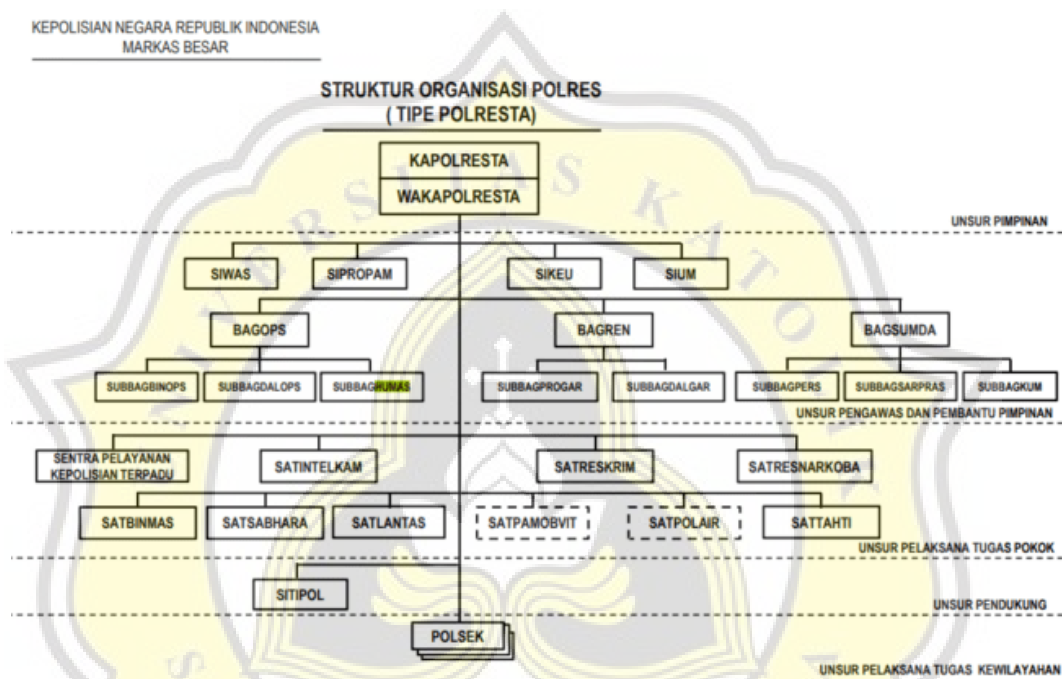 KEPOLISIAN NEGARA REPUBLIK INDONESIA
MARKAS BESAR
STRUKTUR ORGANISASI POLRES
( TIPE POLRESTA)
KAPOLRESTA
WAKAPOLRESTA
UNSUR PIMPINAN
SIWAS
SIPROPAM
SIKEU
SIUM
BAGOPS
BAGREN
BAGSUMDA
SUBBAGBINOPS
SUBBAGDALOPS
SUBBAGHUMAS
SUBBAGPROGAR
SUBBAGDALGAR
SUBBAGPERS
SUBBAGSARPRAS
SUBBAGKUM
UNSUR PENGAWAS DAN PEMBANTU PIMPINAN
SENTRA PELAYANAN
KEPOLISIAN TERPADU
SATINTELKAM
SATRESKRIM
SATRESNARKOBA
SATBINMAS
SATSABHARA
SATLANTAS
SATPAMOBVIT
SATPOLAIR
SATTAHTI
UNSUR PELAKSANA TUGAS POKOK
SITIPOL
UNSUR PENDUKUNG
POLSEK
UNSUR PELAKSANA TUGAS KEWILAYAHAN